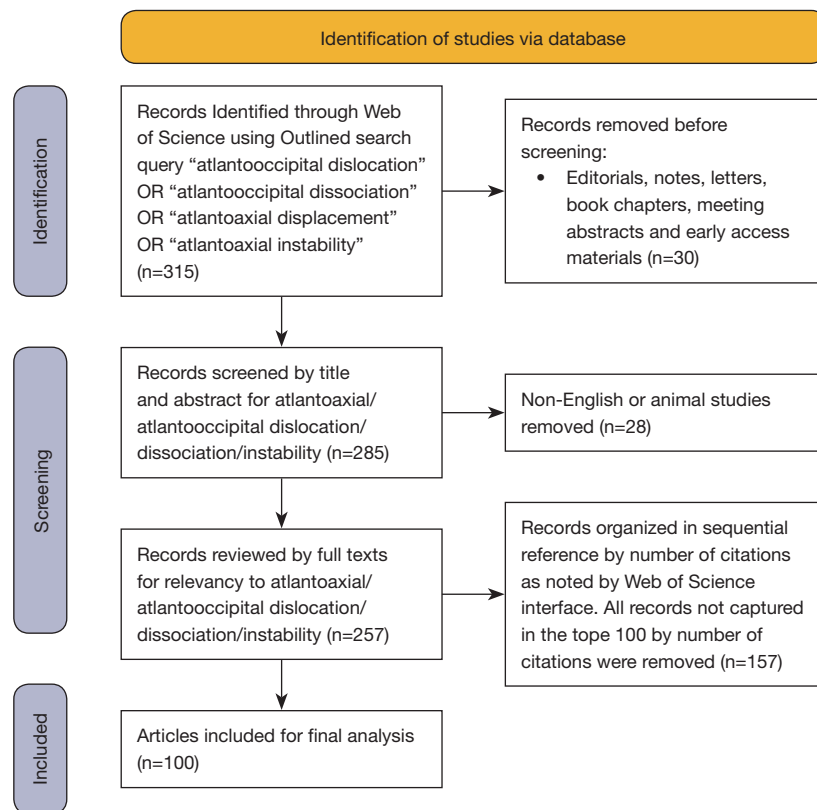 Identification of studies via database
Identification
Records Identified through Web
of Science using Outlined search
query “atlantooccipital dislocation”
OR “atlantooccipital dissociation”
OR “atlantoaxial displacement”
OR “atlantoaxial instability”
(n=315)
Records removed before
screening:
• Editorials, notes, letters,
book chapters, meeting
abstracts and early access
materials (n=30)
Screening
Records screened by title
and abstract for atlantoaxial/
atlantooccipital dislocation/
dissociation/instability (n=285)
Non-English or animal studies
removed (n=28)
Records reviewed by full texts
for relevancy to atlantoaxial/
atlantooccipital dislocation/
dissociation/instability (n=257)
Records organized in sequential
reference by number of citations
as noted by Web of Science
interface. All records not captured
in the tope 100 by number of
citations were removed (n=157)
Included
Articles included for final analysis
(n=100)